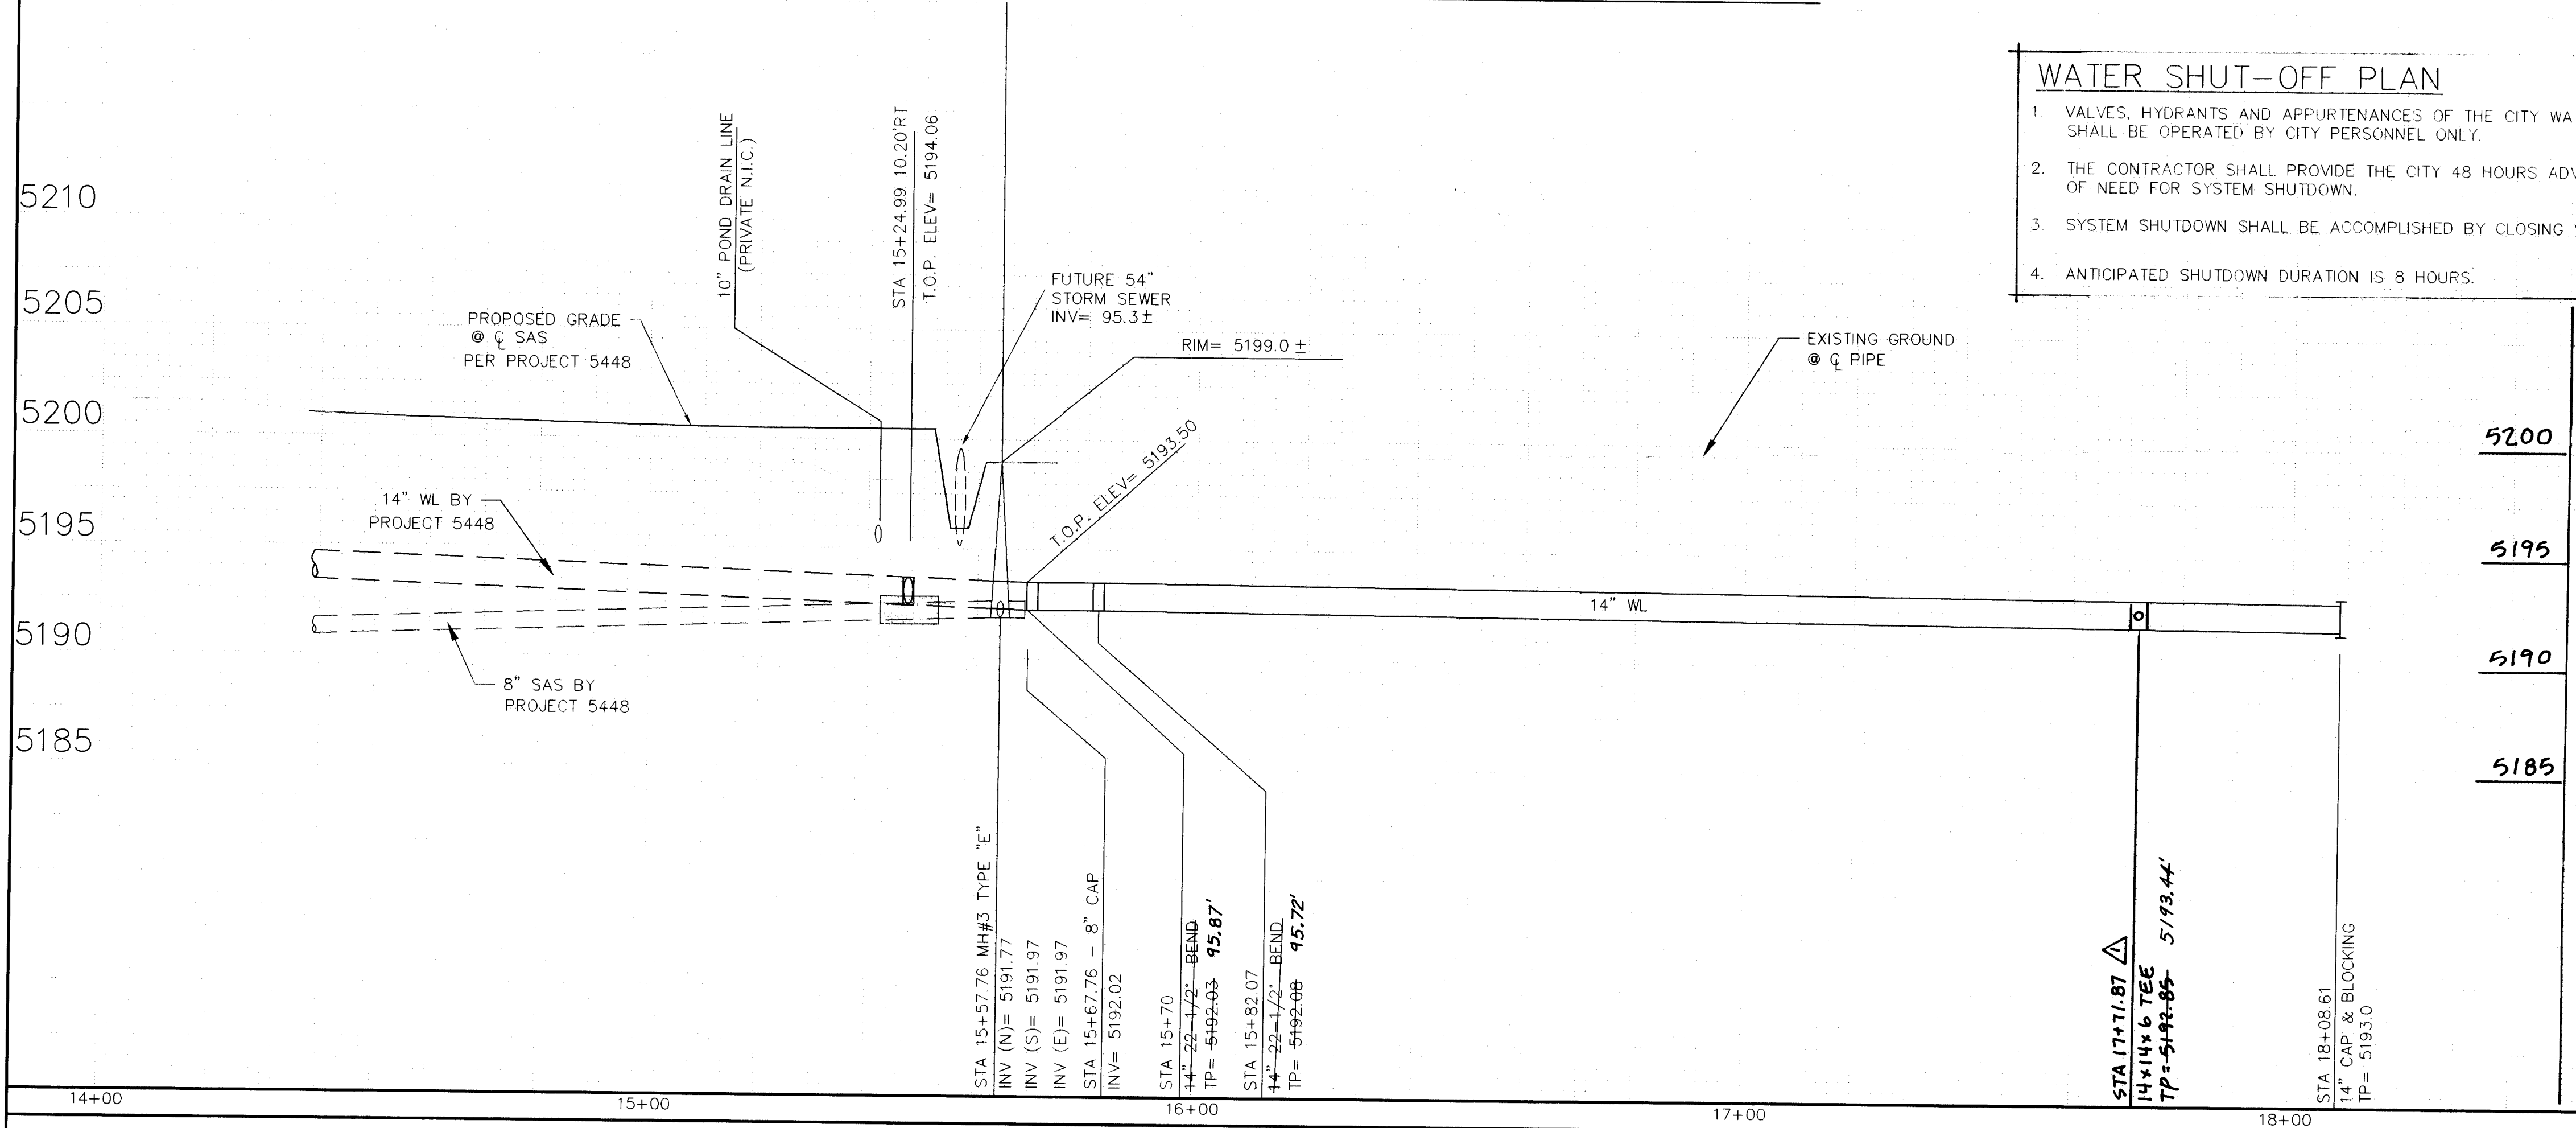 WATER SHUT-OFF PLAN
1. VALVES, HYDRANTS AND APPURTENANCES OF THE CITY WA
SHALL BE OPERATED BY CITY PERSONNEL ONLY.
2. THE CONTRACTOR SHALL PROVIDE THE CITY 48 HOURS ADV
OF NEED FOR SYSTEM SHUTDOWN.
3. SYSTEM SHUTDOWN SHALL BE ACCOMPLISHED BY CLOSING
4. ANTICIPATED SHUTDOWN DURATION IS 8 HOURS.
5210
5205
5200
5195
5190
5185
10" POND DRAIN LINE
(PRIVATE N.I.C.)
STA 15+24.99 10.20'RT
T.O.P. ELEV= 5194.06
FUTURE 54"
STORM SEWER
INV= 95.3±
RIM= 5199.0 ±
PROPOSED GRADE
@ ℄ SAS
PER PROJECT 5448
EXISTING GROUND
@ ℄ PIPE
T.O.P. ELEV= 5193.50
14" WL BY
PROJECT 5448
14" WL
8" SAS BY
PROJECT 5448
5200
5195
5190
5185
STA 15+57.76 MH#3 TYPE "E"
INV (N)= 5191.77
INV (S)= 5191.97
INV (E)= 5191.97
STA 15+67.76 - 8" CAP
INV= 5192.02
STA 15+70
14" 22-1/2° BEND
TP= 5192.03 95.87'
STA 15+82.07
14" 22-1/2° BEND
TP= 5192.08 95.72'
STA 17+71.87 1
14x14x6 TEE
TP=5192.85 5193.44'
STA 18+08.61
14" CAP & BLOCKING
TP= 5193.0
14+00
15+00
16+00
17+00
18+00